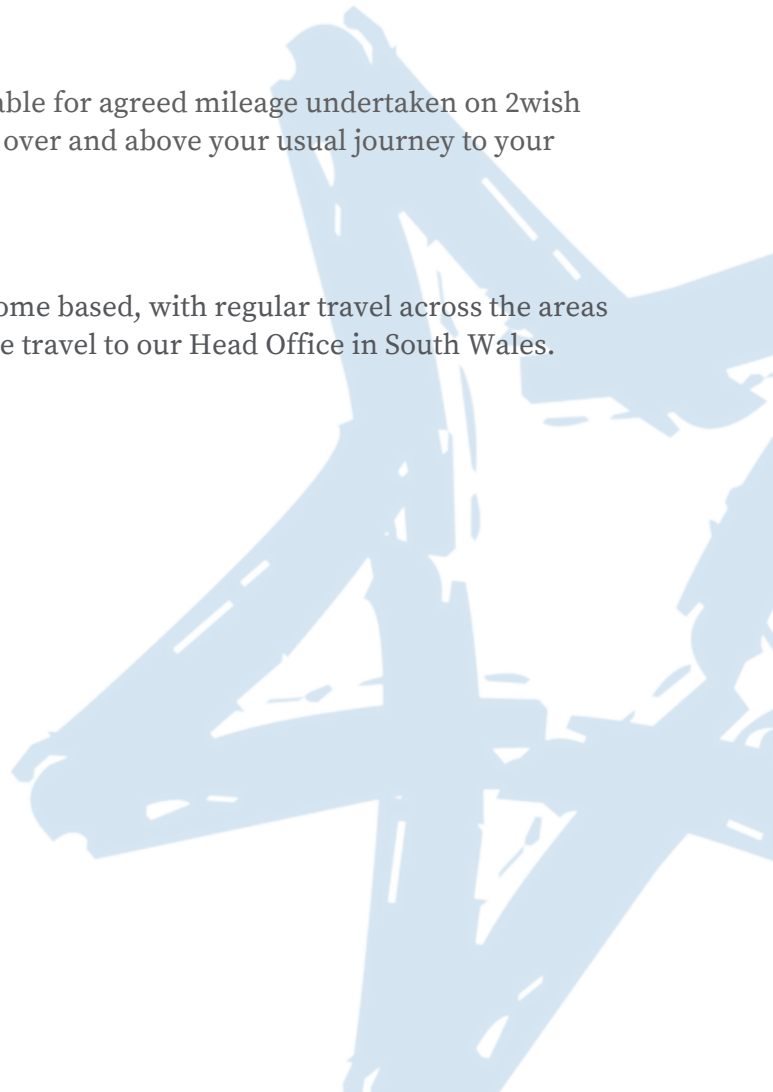 able for agreed mileage undertaken on 2wish
over and above your usual journey to your
ome based, with regular travel across the areas
e travel to our Head Office in South Wales.